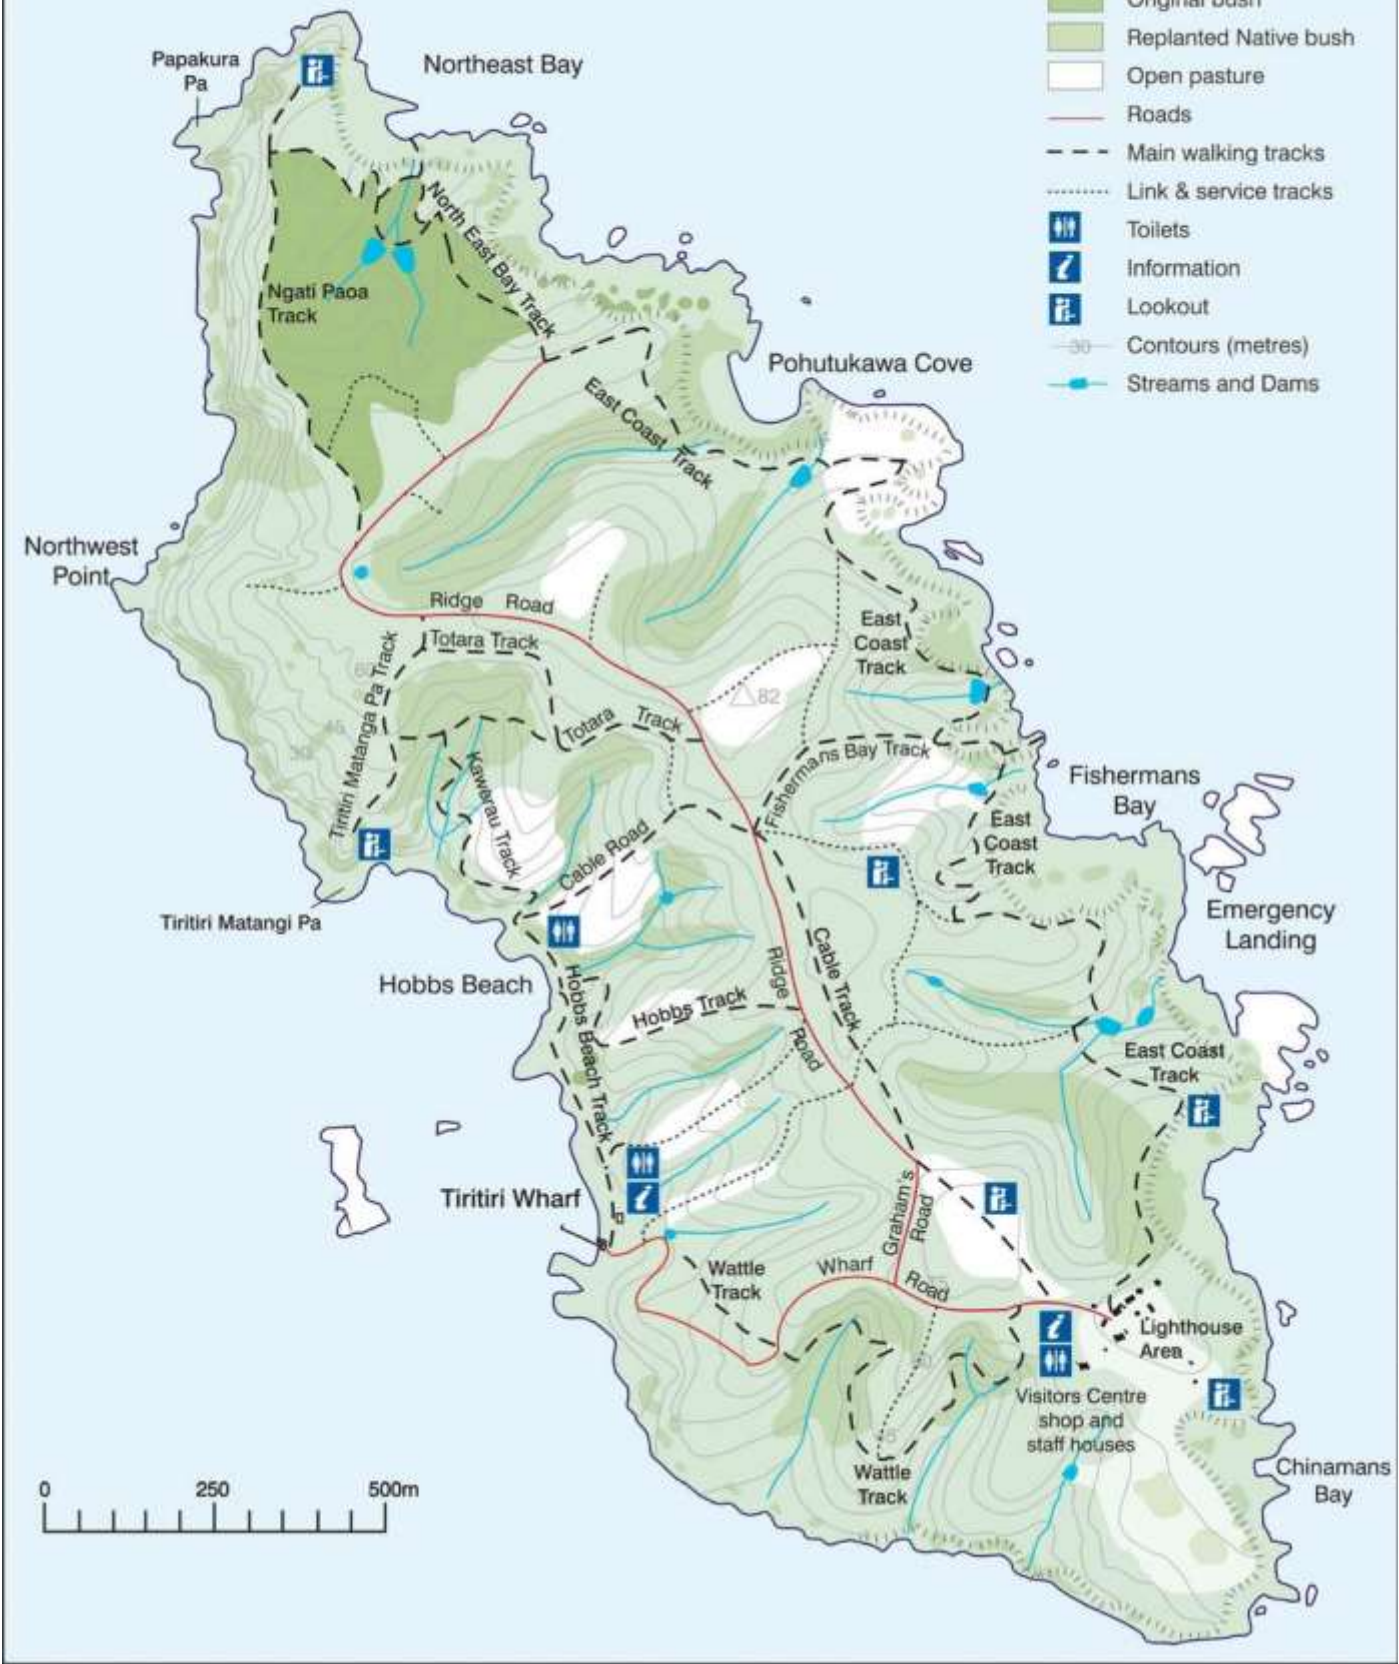 Original bush
Replanted Native bush
Open pasture
Roads
Main walking tracks
Link & service tracks
Toilets
Information
Lookout
30
Contours (metres)
Streams and Dams
Papakura
Pa
Northeast Bay
North East Bay Track
Ngati Paoa
Track
Pohutukawa Cove
East Coast Track
Northwest
Point
Ridge Road
Totara Track
East
Coast
Track
60
45
30
82
Tiritiri Matanga Pa Track
Totara Track
Kawerau Track
Fishermans Bay Track
Fishermans
Bay
East
Coast
Track
Cable Road
Tiritiri Matangi Pa
Emergency
Landing
Hobbs Beach
Hobbs Beach Track
Hobbs Track
Ridge Road
Cable Track
East Coast
Track
Tiritiri Wharf
Graham's
Road
Wattle
Track
Wharf Road
Lighthouse
Area
Visitors Centre
shop and
staff houses
Wattle
Track
Chinamans
Bay
0 250 500m